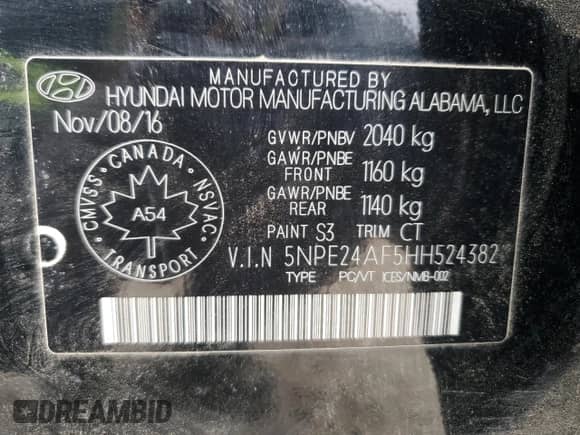 MANUFACTURED BY
HYUNDAI MOTOR MANUFACTURING ALABAMA, LLC
Nov/08/16
GVWR/PNBV 2040 kg
GAWR/PNBE FRONT 1160 kg
GAWR/PNBE REAR 1140 kg
PAINT S3 TRIM CT
V.I.N 5NPE24AF5HH524382
TYPE PC/VT ICES/NMB-002
CANADA
CMVSS NSVAC
A54
TRANSPORT
DREAMBID